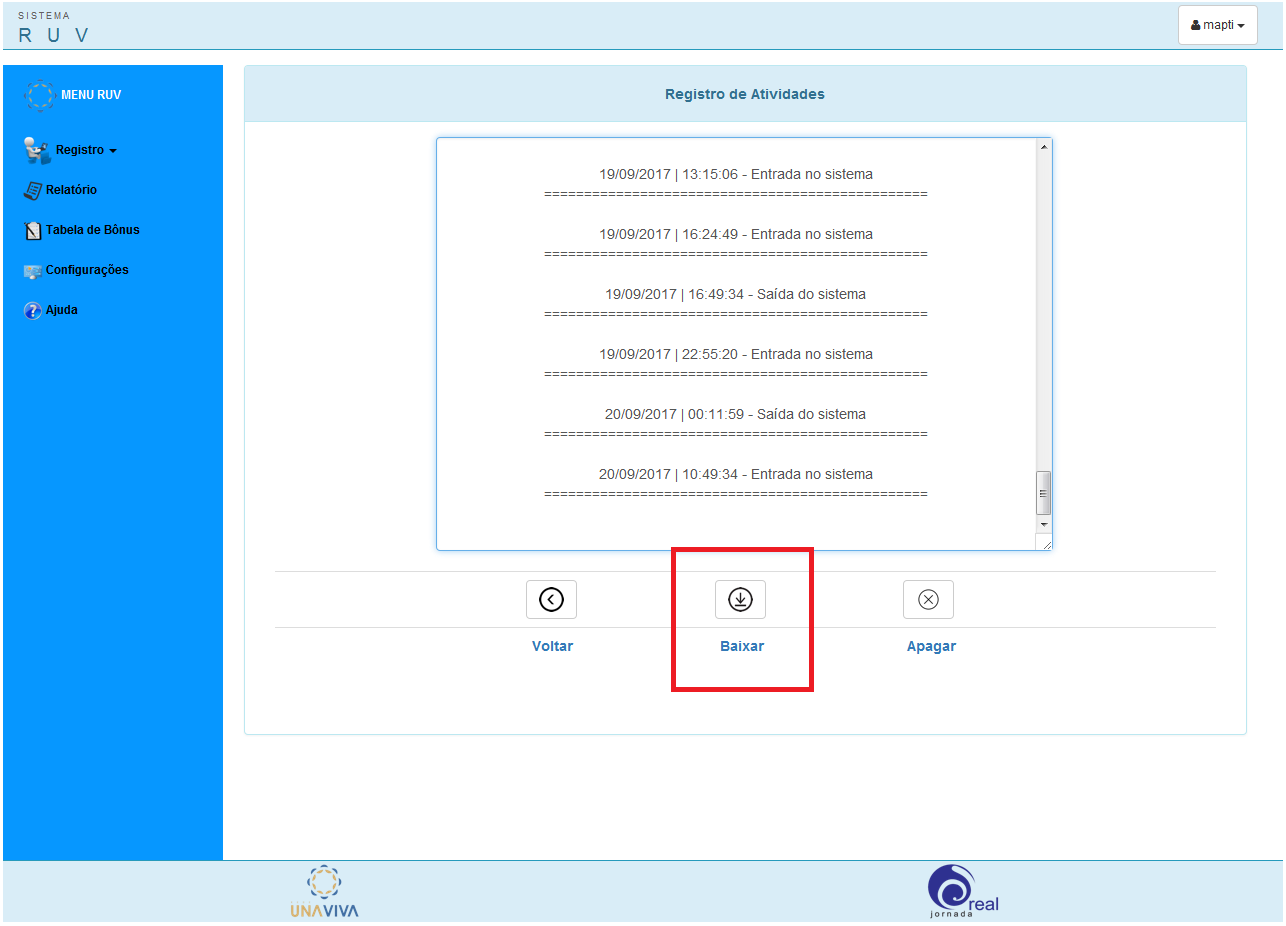 SISTEMA
R U V
mapti
MENU RUV
Registro
Relatório
Tabela de Bônus
Configurações
Ajuda
Registro de Atividades
19/09/2017 | 13:15:06 - Entrada no sistema
================================================
19/09/2017 | 16:24:49 - Entrada no sistema
================================================
19/09/2017 | 16:49:34 - Saída do sistema
================================================
19/09/2017 | 22:55:20 - Entrada no sistema
================================================
20/09/2017 | 00:11:59 - Saída do sistema
================================================
20/09/2017 | 10:49:34 - Entrada no sistema
================================================
Voltar
Baixar
Apagar
UNAVIVA
real
jornada